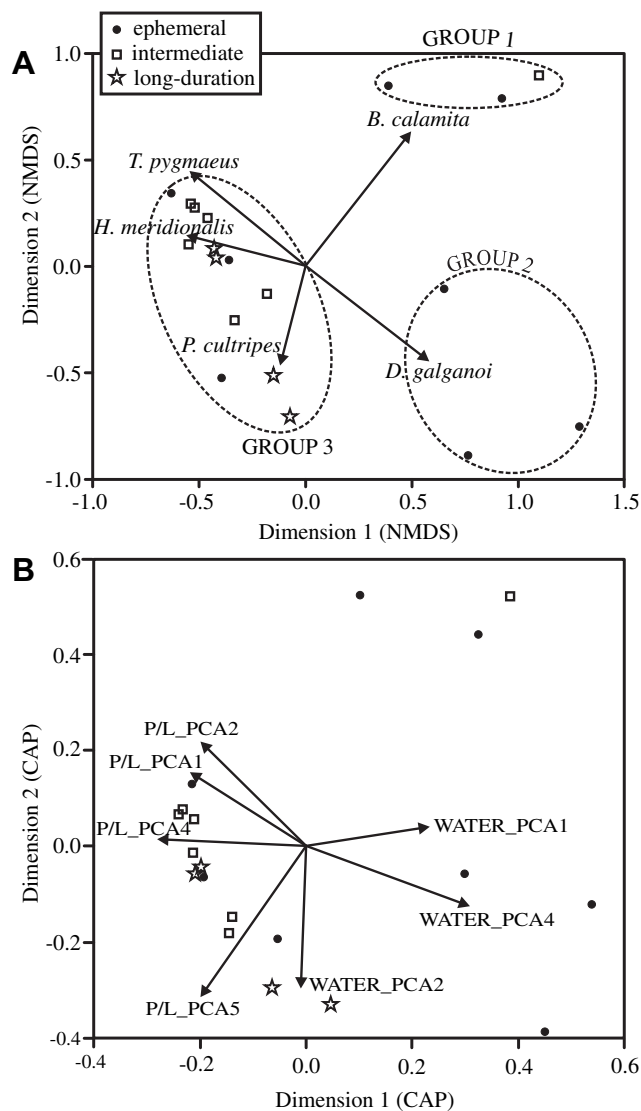 A
ephemeral
intermediate
long-duration
GROUP 1
B. calamita
T. pygmaeus
H. meridionalis
GROUP 2
P. cultripes
D. galganoi
GROUP 3
1.0
0.5
0.0
-0.5
-1.0
Dimension 2 (NMDS)
-1.0 -0.5 0.0 0.5 1.0 1.5
Dimension 1 (NMDS)
B
0.6
0.4
0.2
0.0
-0.2
-0.4
Dimension 2 (CAP)
P/L_PCA2
P/L_PCA1
P/L_PCA4
WATER_PCA1
WATER_PCA4
WATER_PCA2
P/L_PCA5
-0.4 -0.2 0.0 0.2 0.4 0.6
Dimension 1 (CAP)